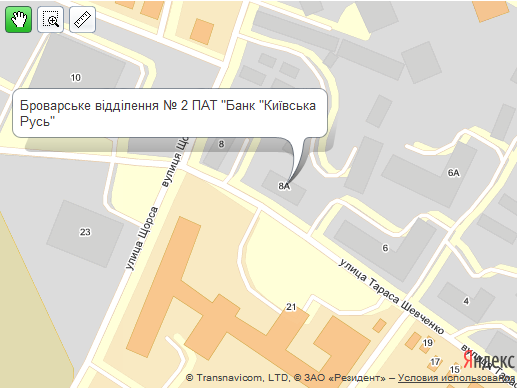 10
Броварське відділення № 2 ПАТ "Банк "Київська
Русь"
8
8А
6А
вулиця Що
улица Щорса
23
6
улица Тараса Шевченко
21
4
19
17
15
Яндекс
© Transnavicom, LTD, © ЗАО «Резидент» – Условия использования